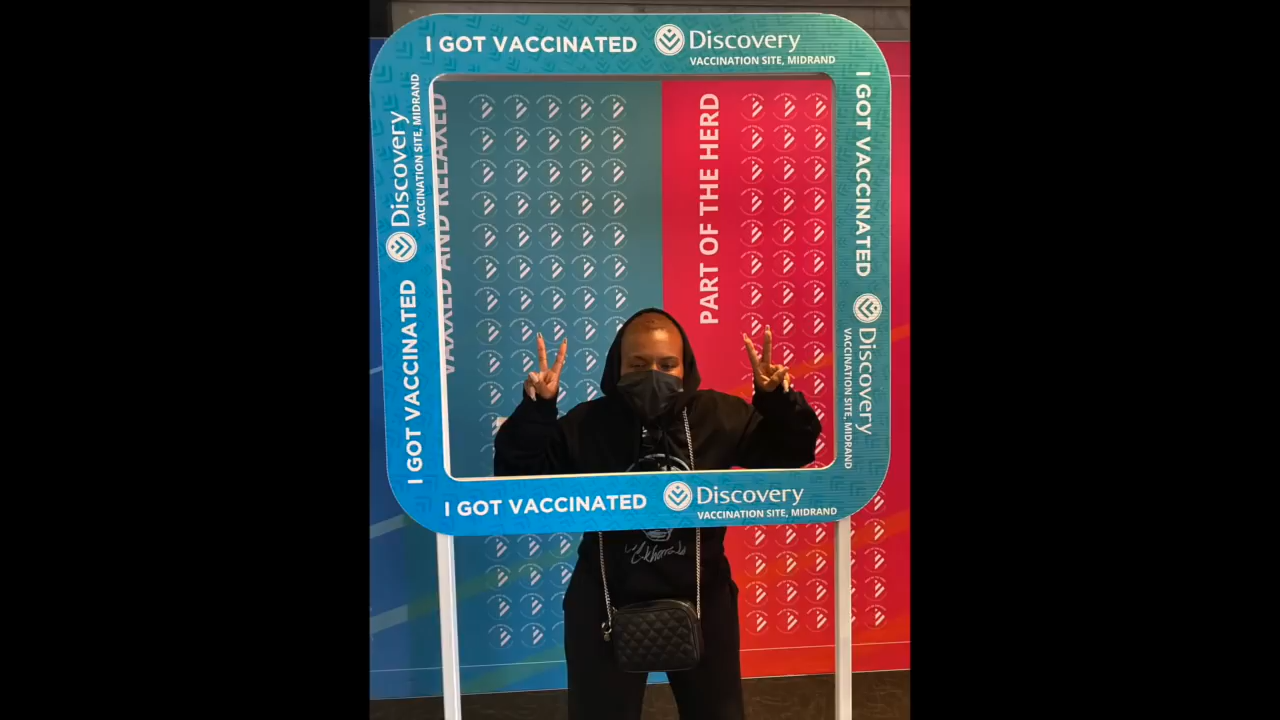 I GOT VACCINATED
Discovery
VACCINATION SITE, MIDRAND
I GOT VACCINATED
Discovery
VACCINATION SITE, MIDRAND
VAXXED AND RELAXED
PART OF THE HERD
I GOT VACCINATED
Discovery
VACCINATION SITE, MIDRAND
I GOT VACCINATED
Discovery
VACCINATION SITE, MIDRAND